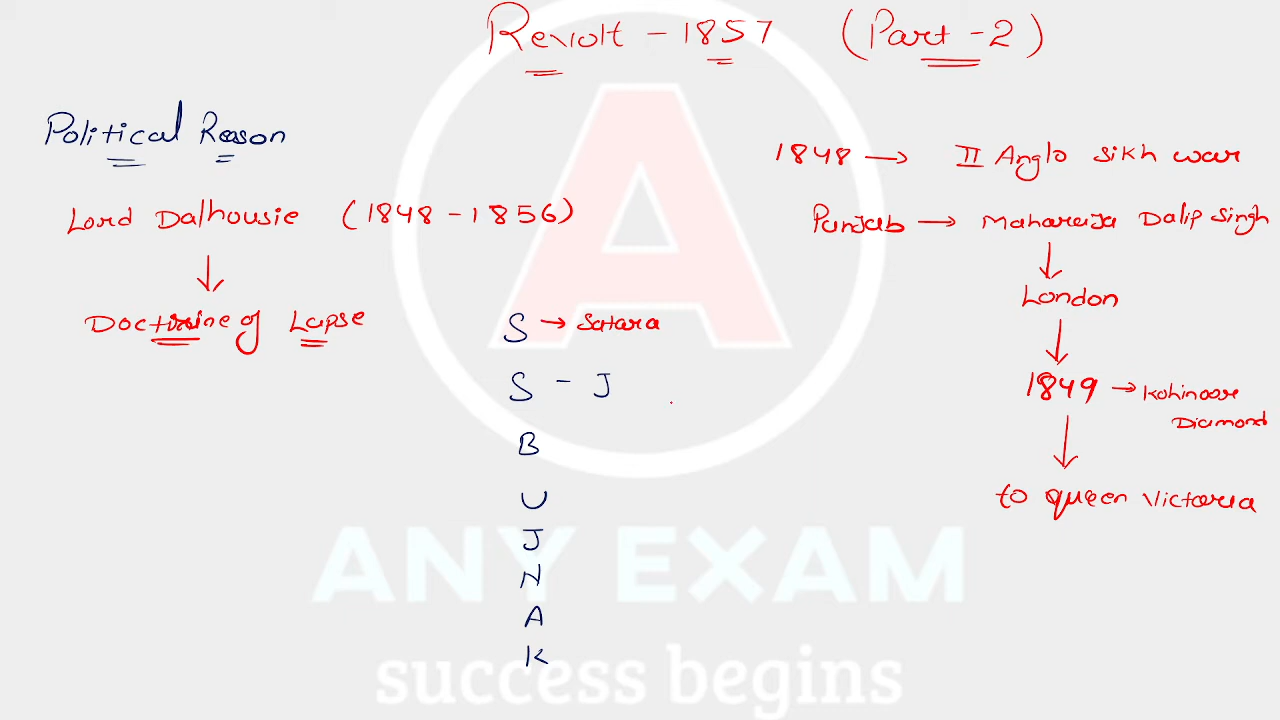 Revolt - 1857 (Part - 2)
Political Reason
Lord Dalhousie (1848 - 1856)
↓
Doctrine of Lapse
S → Satara
S - J
B
U
J
N
A
K
1848 → II Anglo Sikh war
Punjab → Maharaja Dalip Singh
↓
London
↓
1849 → Kohinoor
Diamond
↓
to queen Victoria
A
ANY EXAM
success begins